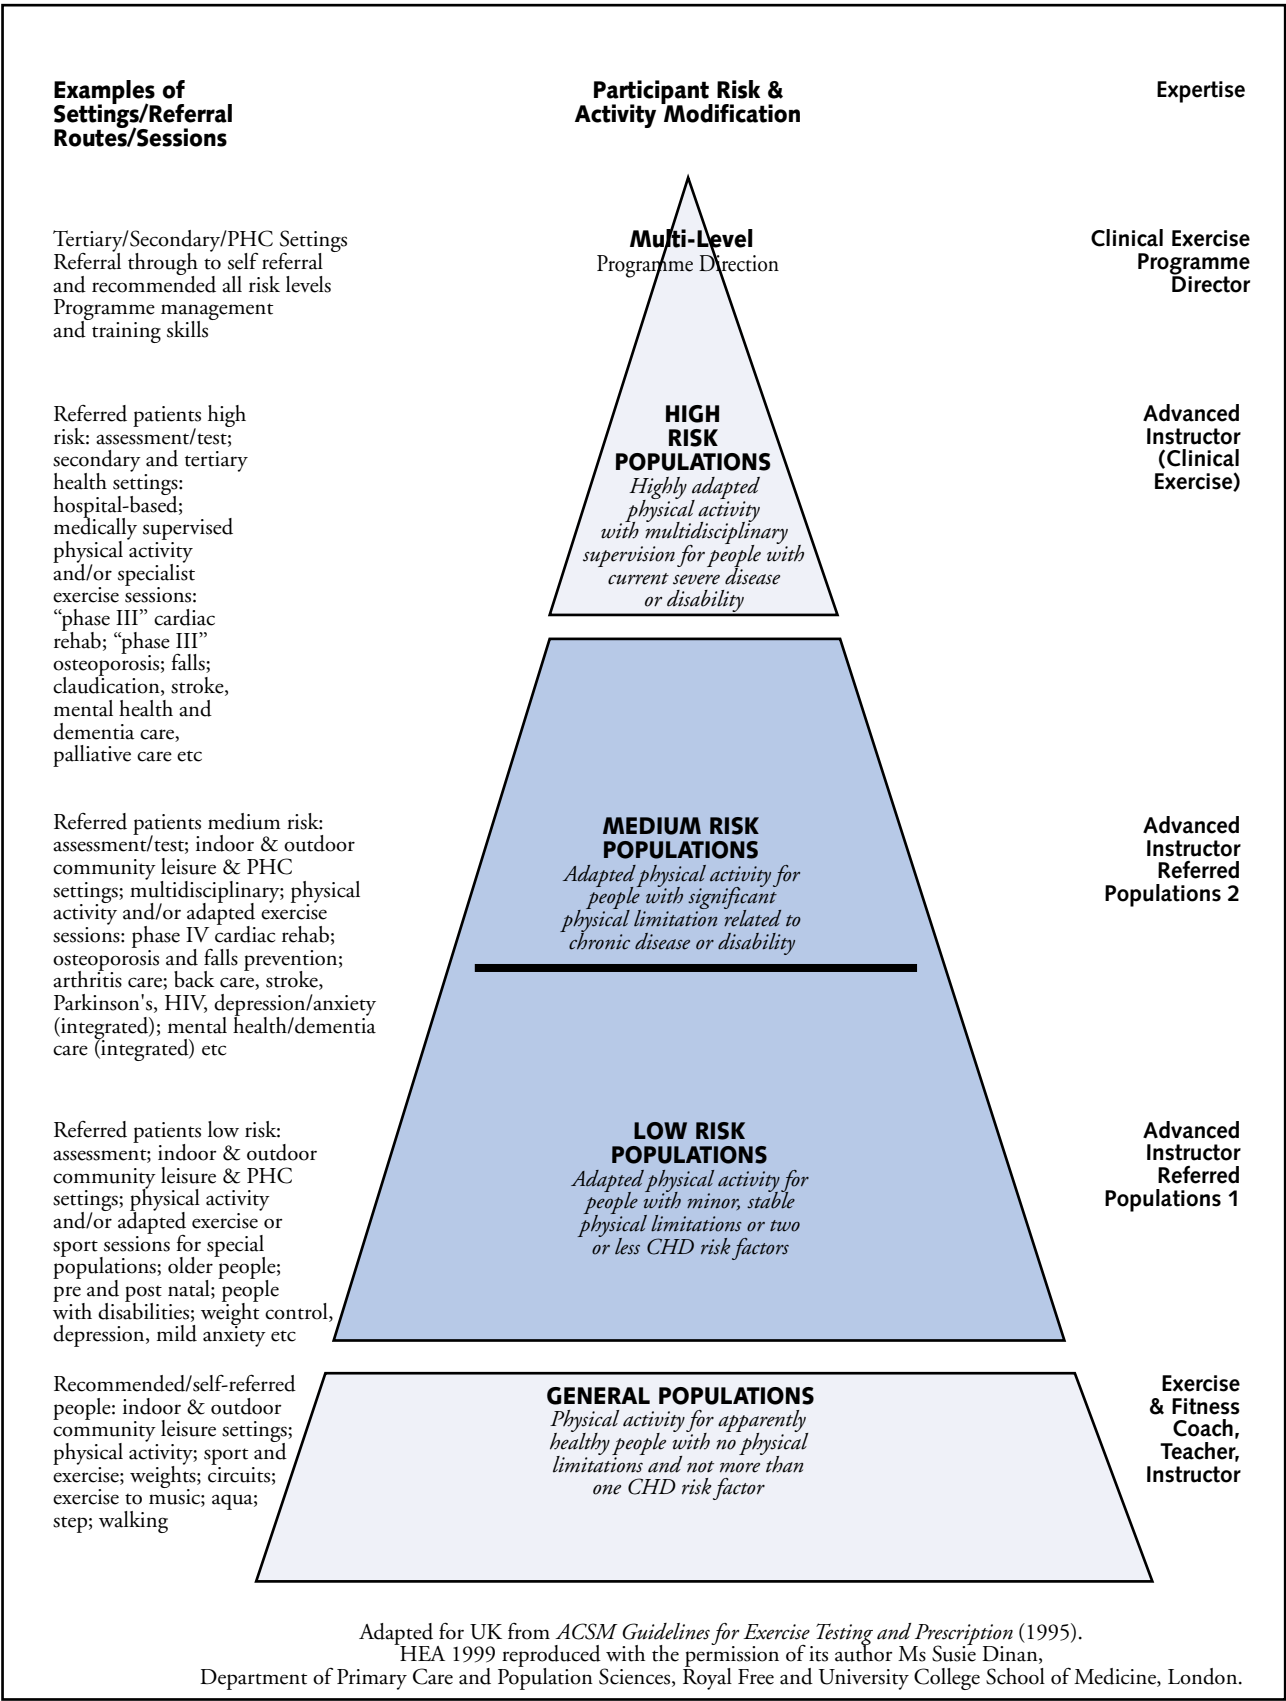 Examples of
Settings/Referral
Routes/Sessions
Participant Risk &
Activity Modification
Expertise
Tertiary/Secondary/PHC Settings
Referral through to self referral
and recommended all risk levels
Programme management
and training skills
Multi-Level
Programme Direction
Clinical Exercise
Programme
Director
Referred patients high
risk: assessment/test;
secondary and tertiary
health settings:
hospital-based;
medically supervised
physical activity
and/or specialist
exercise sessions:
“phase III” cardiac
rehab; “phase III”
osteoporosis; falls;
claudication, stroke,
mental health and
dementia care,
palliative care etc
HIGH
RISK
POPULATIONS
Highly adapted
physical activity
with multidisciplinary
supervision for people with
current severe disease
or disability
Advanced
Instructor
(Clinical
Exercise)
Referred patients medium risk:
assessment/test; indoor & outdoor
community leisure & PHC
settings; multidisciplinary; physical
activity and/or adapted exercise
sessions: phase IV cardiac rehab;
osteoporosis and falls prevention;
arthritis care; back care, stroke,
Parkinson's, HIV, depression/anxiety
(integrated); mental health/dementia
care (integrated) etc
MEDIUM RISK
POPULATIONS
Adapted physical activity for
people with significant
physical limitation related to
chronic disease or disability
Advanced
Instructor
Referred
Populations 2
Referred patients low risk:
assessment; indoor & outdoor
community leisure & PHC
settings; physical activity
and/or adapted exercise or
sport sessions for special
populations; older people;
pre and post natal; people
with disabilities; weight control,
depression, mild anxiety etc
LOW RISK
POPULATIONS
Adapted physical activity for
people with minor, stable
physical limitations or two
or less CHD risk factors
Advanced
Instructor
Referred
Populations 1
Recommended/self-referred
people: indoor & outdoor
community leisure settings;
physical activity; sport and
exercise; weights; circuits;
exercise to music; aqua;
step; walking
GENERAL POPULATIONS
Physical activity for apparently
healthy people with no physical
limitations and not more than
one CHD risk factor
Exercise
& Fitness
Coach,
Teacher,
Instructor
Adapted for UK from ACSM Guidelines for Exercise Testing and Prescription (1995).
HEA 1999 reproduced with the permission of its author Ms Susie Dinan,
Department of Primary Care and Population Sciences, Royal Free and University College School of Medicine, London.